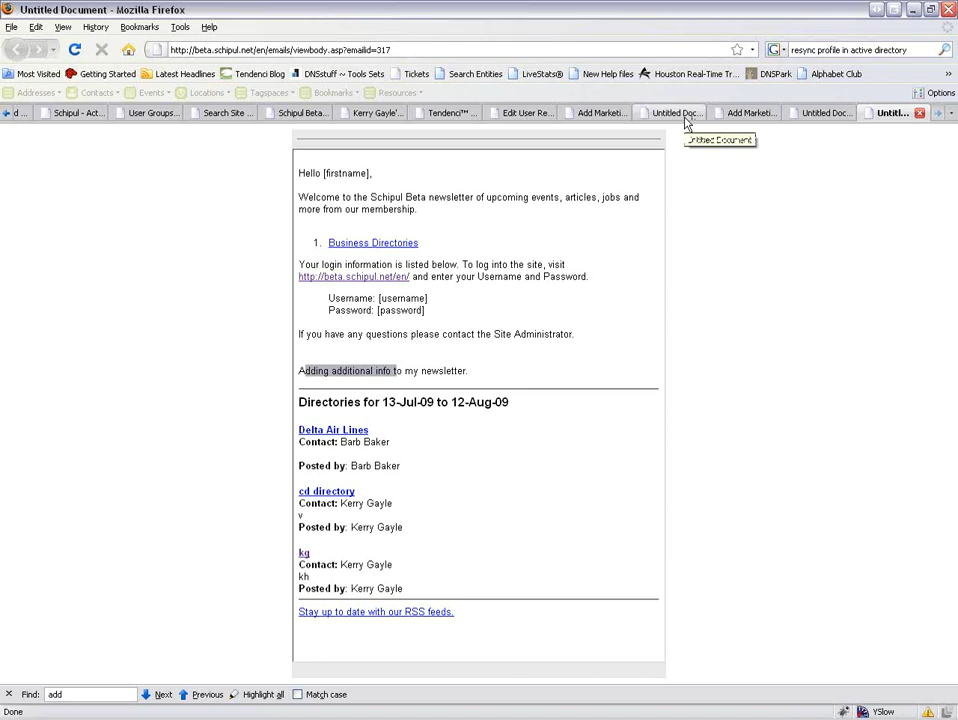 Untitled Document - Mozilla Firefox
File Edit View History Bookmarks Tools Help
http://beta.schipul.net/en/emails/viewbody.asp?emailid=317
resync profile in active directory
Most Visited Getting Started Latest Headlines Tendenci Blog DNSstuff ~ Tool Sets Tickets Search Entities LiveStats® New Help files Houston Real-Time Tr... DNSPark Alphabet Club »
Addresses Contacts Events Locations Tagspaces Bookmarks Resources Options
d ... Schipul - Act... User Groups... Search Site ... Schipul Beta... Kerry Gayle'... Tendenci™ ... Edit User Re... Add Marketi... Untitled Doc... Add Marketi... Untitled Doc... Untitl...
Untitled Document
Hello [firstname],
Welcome to the Schipul Beta newsletter of upcoming events, articles, jobs and
more from our membership.
1. Business Directories
Your login information is listed below. To log into the site, visit
http://beta.schipul.net/en/ and enter your Username and Password.
Username: [username]
Password: [password]
If you have any questions please contact the Site Administrator.
Adding additional info to my newsletter.
Directories for 13-Jul-09 to 12-Aug-09
Delta Air Lines
Contact: Barb Baker
Posted by: Barb Baker
cd directory
Contact: Kerry Gayle
v
Posted by: Kerry Gayle
kg
Contact: Kerry Gayle
kh
Posted by: Kerry Gayle
Stay up to date with our RSS feeds.
Find: add Next Previous Highlight all Match case
Done YSlow